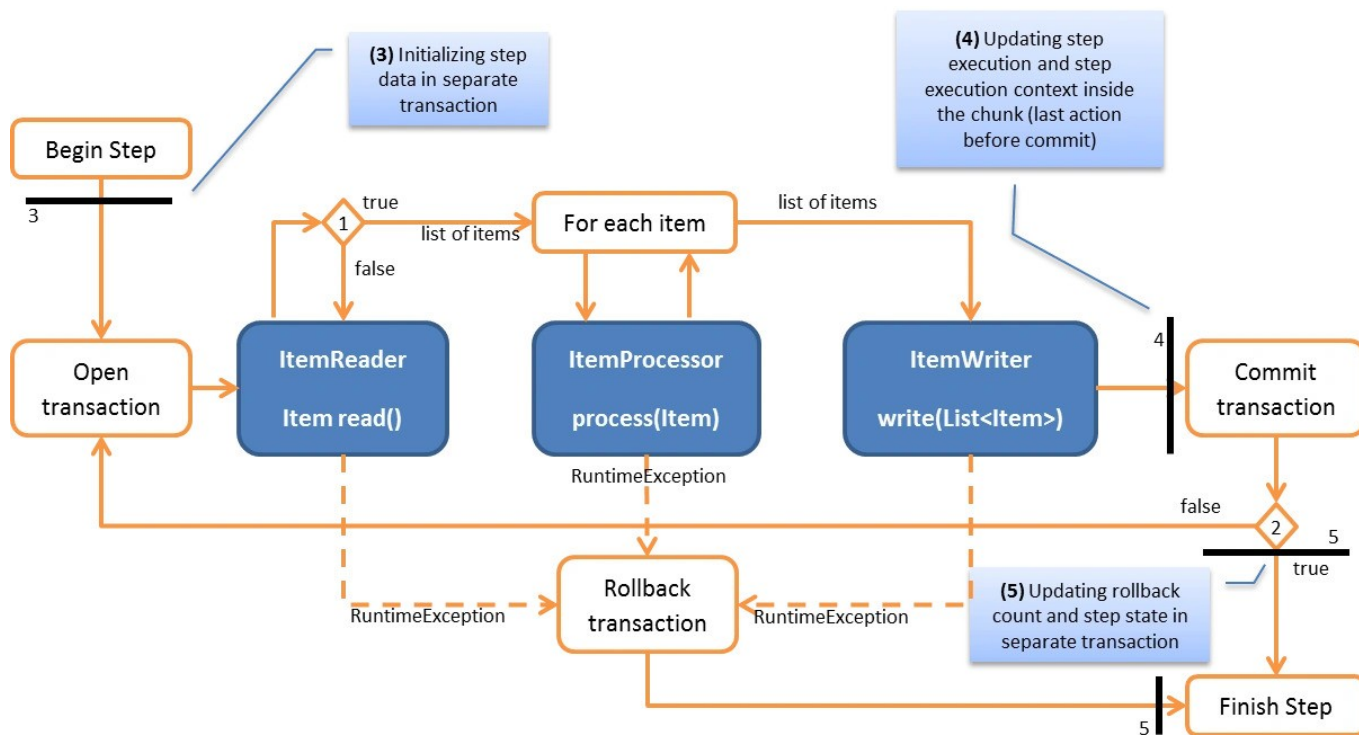 (3) Initializing step
data in separate
transaction
(4) Updating step
execution and step
execution context inside
the chunk (last action
before commit)
Begin Step
3
1
true
list of items
false
For each item
list of items
Open
transaction
ItemReader
Item read()
ItemProcessor
process(Item)
ItemWriter
write(List<Item>)
4
Commit
transaction
RuntimeException
false
2
5
true
Rollback
transaction
RuntimeException
RuntimeException
(5) Updating rollback
count and step state in
separate transaction
5
Finish Step